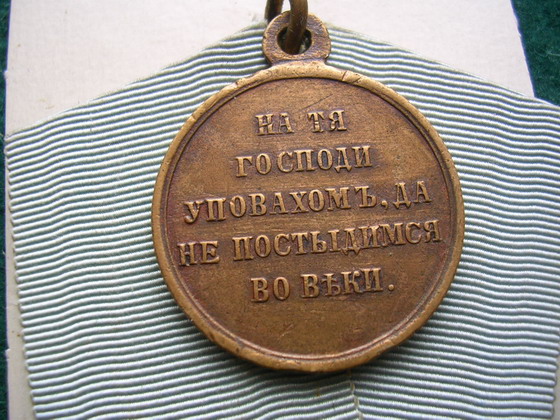 НА ТЯ
ГОСПОДИ
УПОВАХОМЪ, ДА
НЕ ПОСТЫДИМСЯ
ВО ВѢКИ.